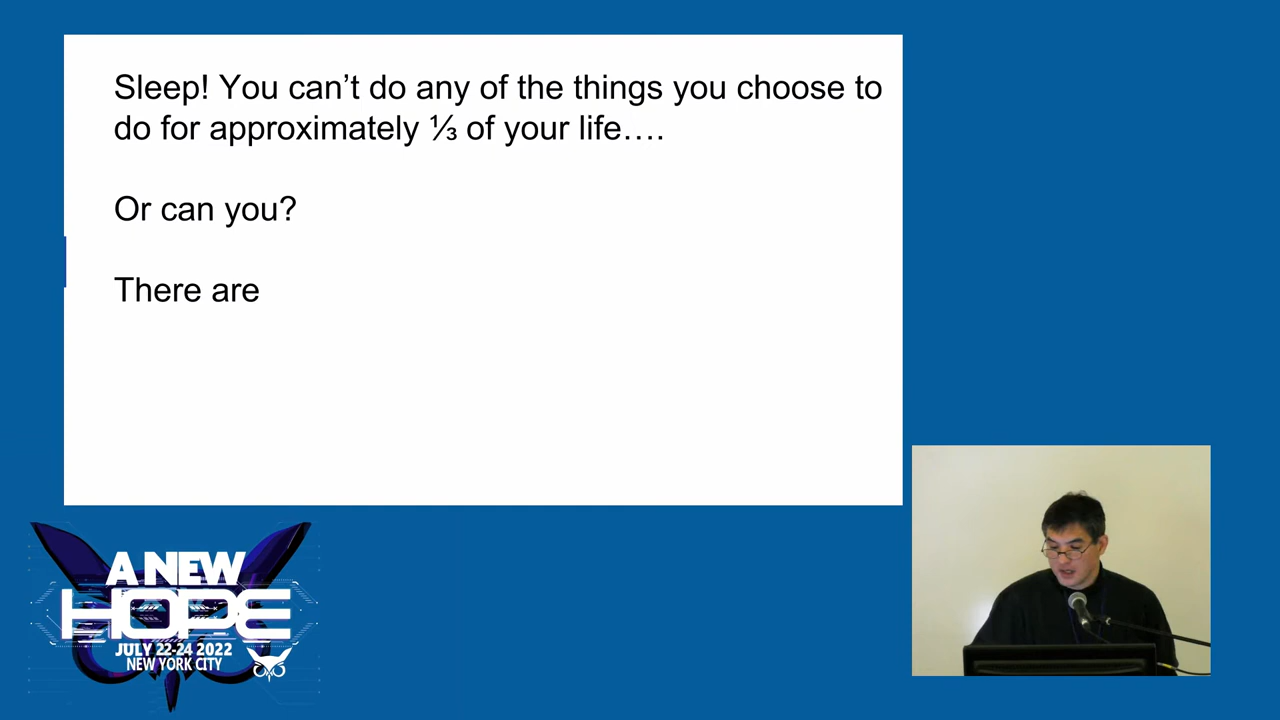 Sleep! You can’t do any of the things you choose to
do for approximately ⅓ of your life….
Or can you?
There are
A NEW
HOPE
JULY 22-24 2022
NEW YORK CITY